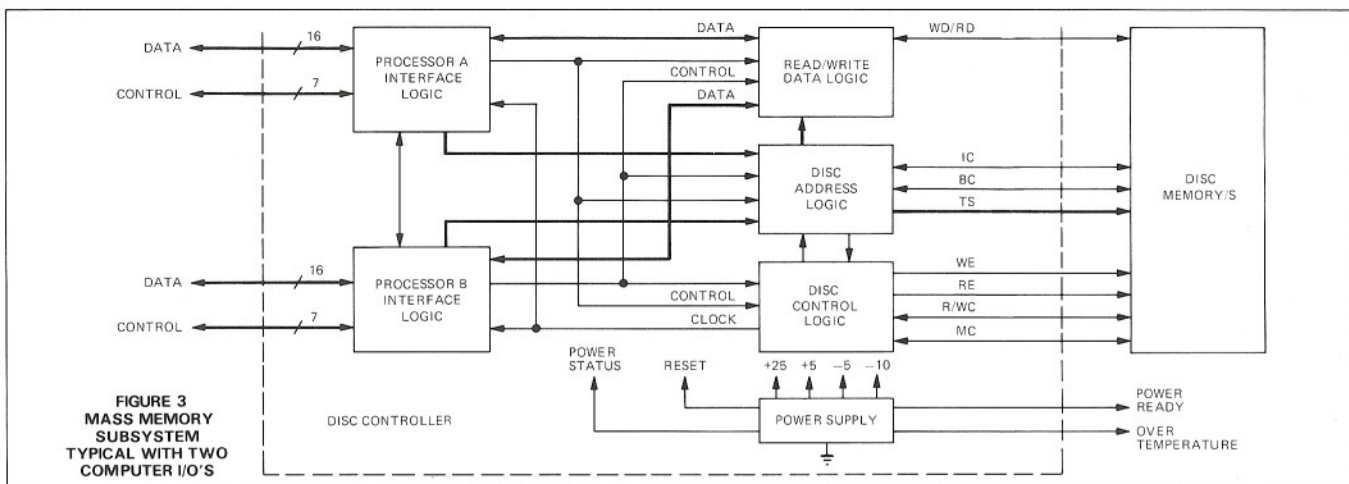 DATA
16
PROCESSOR A
INTERFACE
LOGIC
CONTROL
7
DATA
CONTROL
DATA
READ/WRITE
DATA LOGIC
WD/RD
DISC
ADDRESS
LOGIC
IC
BC
TS
DISC
MEMORY/S
DATA
16
PROCESSOR B
INTERFACE
LOGIC
CONTROL
7
CONTROL
CLOCK
DISC
CONTROL
LOGIC
WE
RE
R/WC
MC
POWER
STATUS
RESET
+25
+5
−5
−10
POWER SUPPLY
POWER
READY
OVER
TEMPERATURE
DISC CONTROLLER
FIGURE 3
MASS MEMORY
SUBSYSTEM
TYPICAL WITH TWO
COMPUTER I/O'S